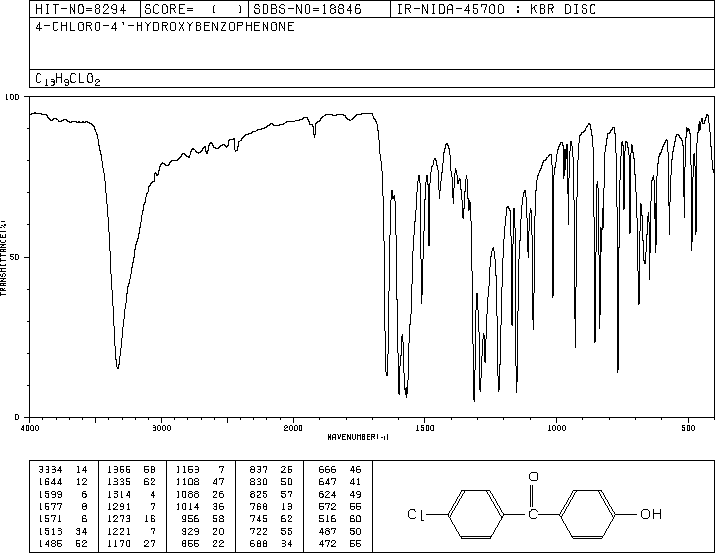 HIT-NO=8294 SCORE= ( ) SDBS-NO=18846 IR-NIDA-45700 : KBR DISC
4-CHLORO-4'-HYDROXYBENZOPHENONE
C13H9CLO2
100
50
0
TRANSMITTANCE(%)
4000 3000 2000 1500 1000 500
WAVENUMBER(-1)
3334 14 1366 68 1153 7 837 26 666 46
1644 12 1335 62 1108 47 830 50 647 41
1599 6 1314 4 1088 26 825 57 624 49
1577 8 1291 7 1014 36 768 13 572 55
1571 6 1273 16 956 58 745 62 516 60
1513 34 1221 7 929 20 722 55 487 50
1486 52 1170 27 855 22 688 34 472 55
O
Cl C OH